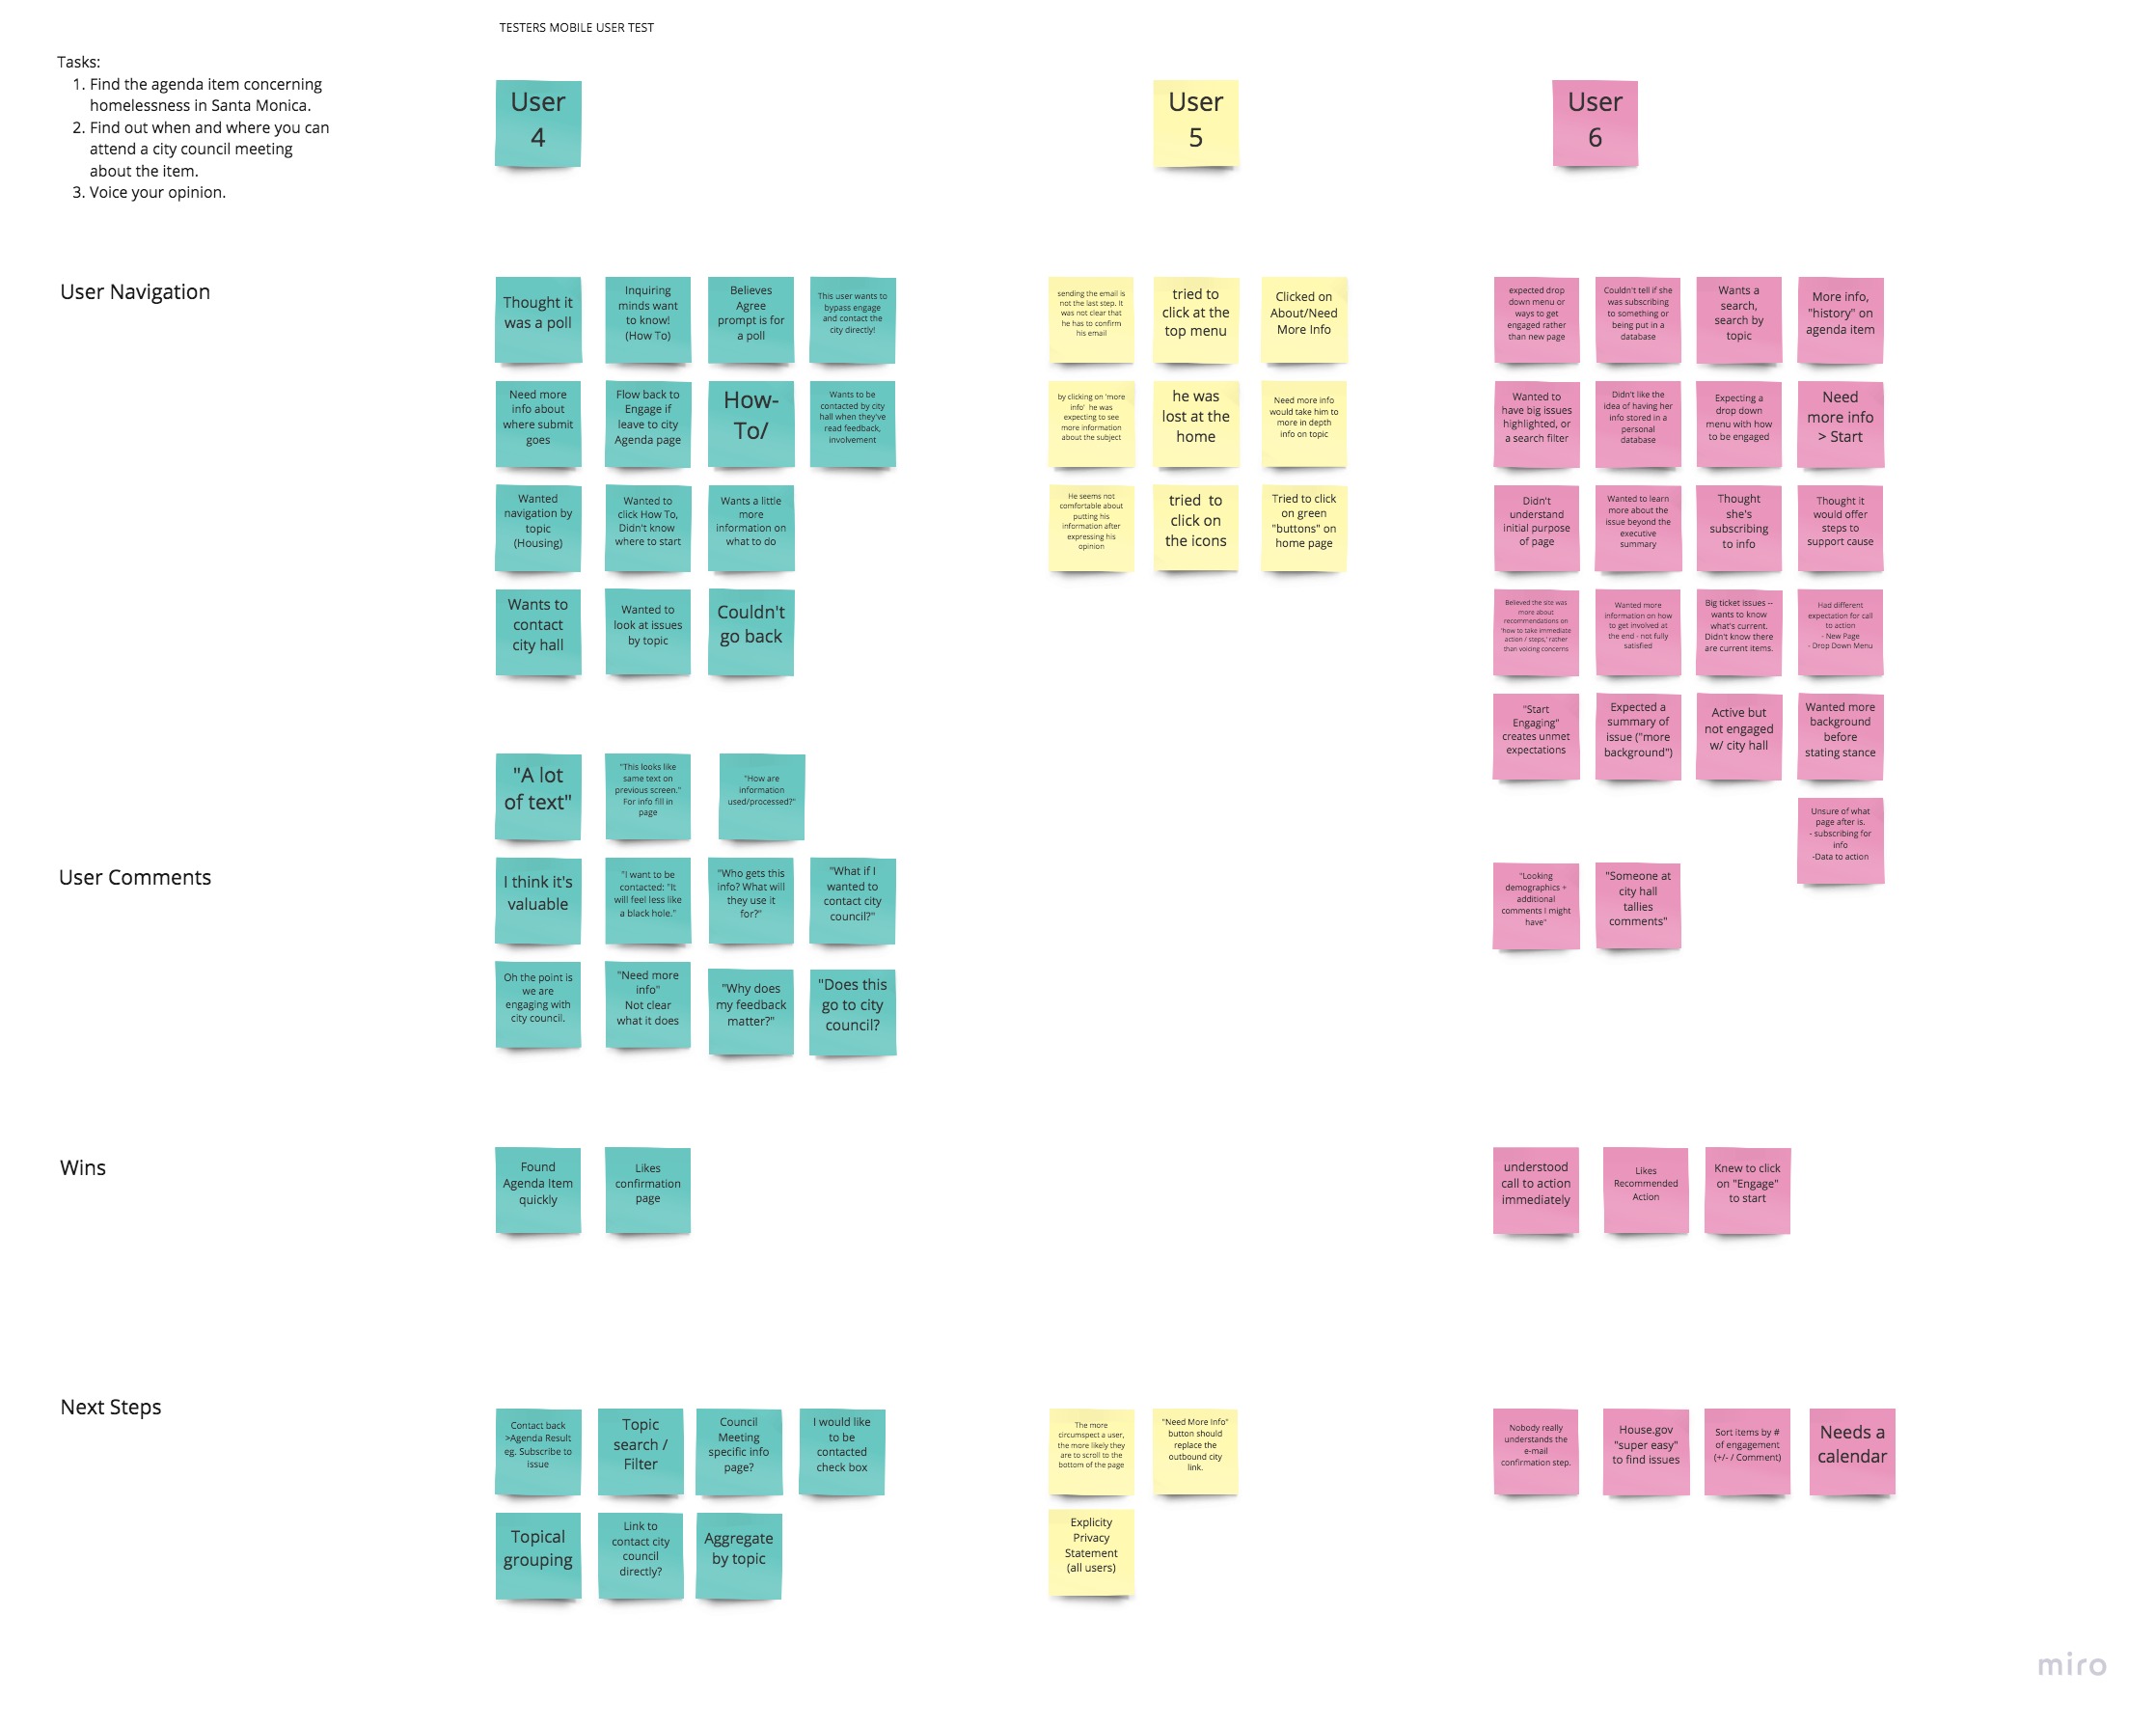 TESTERS MOBILE USER TEST
Tasks:
1. Find the agenda item concerning
homelessness in Santa Monica.
2. Find out when and where you can
attend a city council meeting
about the item.
3. Voice your opinion.
User
4
User
5
User
6
User Navigation
Thought it
was a poll
Inquiring
minds want
to know!
(How To)
Believes
Agree
prompt is for
a poll
This user wants to
bypass engage
and contact the
city directly!
Need more
info about
where submit
goes
Flow back to
Engage if
leave to city
Agenda page
How-
To/
Wants to be
contacted by city
hall when they've
read feedback,
involvement
Wanted
navigation by
topic
(Housing)
Wanted to
click How To,
Didn't know
where to start
Wants a little
more
information on
what to do
Wants to
contact
city hall
Wanted to
look at issues
by topic
Couldn't
go back
sending the email is
not the last step. It
was not clear that
he has to confirm
his email
tried to
click at the
top menu
Clicked on
About/Need
More Info
by clicking on 'more
info' he was
expecting to see
more information
about the subject
he was
lost at the
home
Need more info
would take him to
more in depth
info on topic
He seems not
comfortable about
putting his
information after
expressing his
opinion
tried to
click on
the icons
Tried to click
on green
"buttons" on
home page
expected drop
down menu or
ways to get
engaged rather
than new page
Couldn't tell if she
was subscribing
to something or
being put in a
database
Wants a
search,
search by
topic
More info,
"history" on
agenda item
Wanted to
have big issues
highlighted, or
a search filter
Didn't like the
idea of having her
info stored in a
personal
database
Expecting a
drop down
menu with how
to be engaged
Need
more info
> Start
Didn't
understand
initial purpose
of page
Wanted to learn
more about the
issue beyond the
executive
summary
Thought
she's
subscribing
to info
Thought it
would offer
steps to
support cause
Believed the site was
more about
recommendations on
'how to take immediate
action / steps,' rather
than voicing concerns
Wanted more
information on how
to get involved at
the end - not fully
satisfied
Big ticket issues --
wants to know
what's current.
Didn't know there
are current items.
Had different
expectation for call
to action
- New Page
- Drop Down Menu
"Start
Engaging"
creates unmet
expectations
Expected a
summary of
issue ("more
background")
Active but
not engaged
w/ city hall
Wanted more
background
before
stating stance
Unsure of what
page after is.
- subscribing for
info
-Data to action
User Comments
"A lot
of text"
"This looks like
same text on
previous screen."
For info fill in
page
"How are
information
used/processed?"
I think it's
valuable
"I want to be
contacted: "It
will feel less like
a black hole."
"Who gets this
info? What will
they use it
for?"
"What if I
wanted to
contact city
council?"
Oh the point is
we are
engaging with
city council.
"Need more
info"
Not clear
what it does
"Why does
my feedback
matter?"
"Does this
go to city
council?
"Looking
demographics +
additional
comments I might
have"
"Someone at
city hall
tallies
comments"
Wins
Found
Agenda Item
quickly
Likes
confirmation
page
understood
call to action
immediately
Likes
Recommended
Action
Knew to click
on "Engage"
to start
Next Steps
Contact back
>Agenda Result
eg. Subscribe to
issue
Topic
search /
Filter
Council
Meeting
specific info
page?
I would like
to be
contacted
check box
Topical
grouping
Link to
contact city
council
directly?
Aggregate
by topic
The more
circumspect a user,
the more likely they
are to scroll to the
bottom of the page
"Need More Info"
button should
replace the
outbound city
link.
Explicity
Privacy
Statement
(all users)
Nobody really
understands the
e-mail
confirmation step.
House.gov
"super easy"
to find issues
Sort items by #
of engagement
(+/- / Comment)
Needs a
calendar
miro